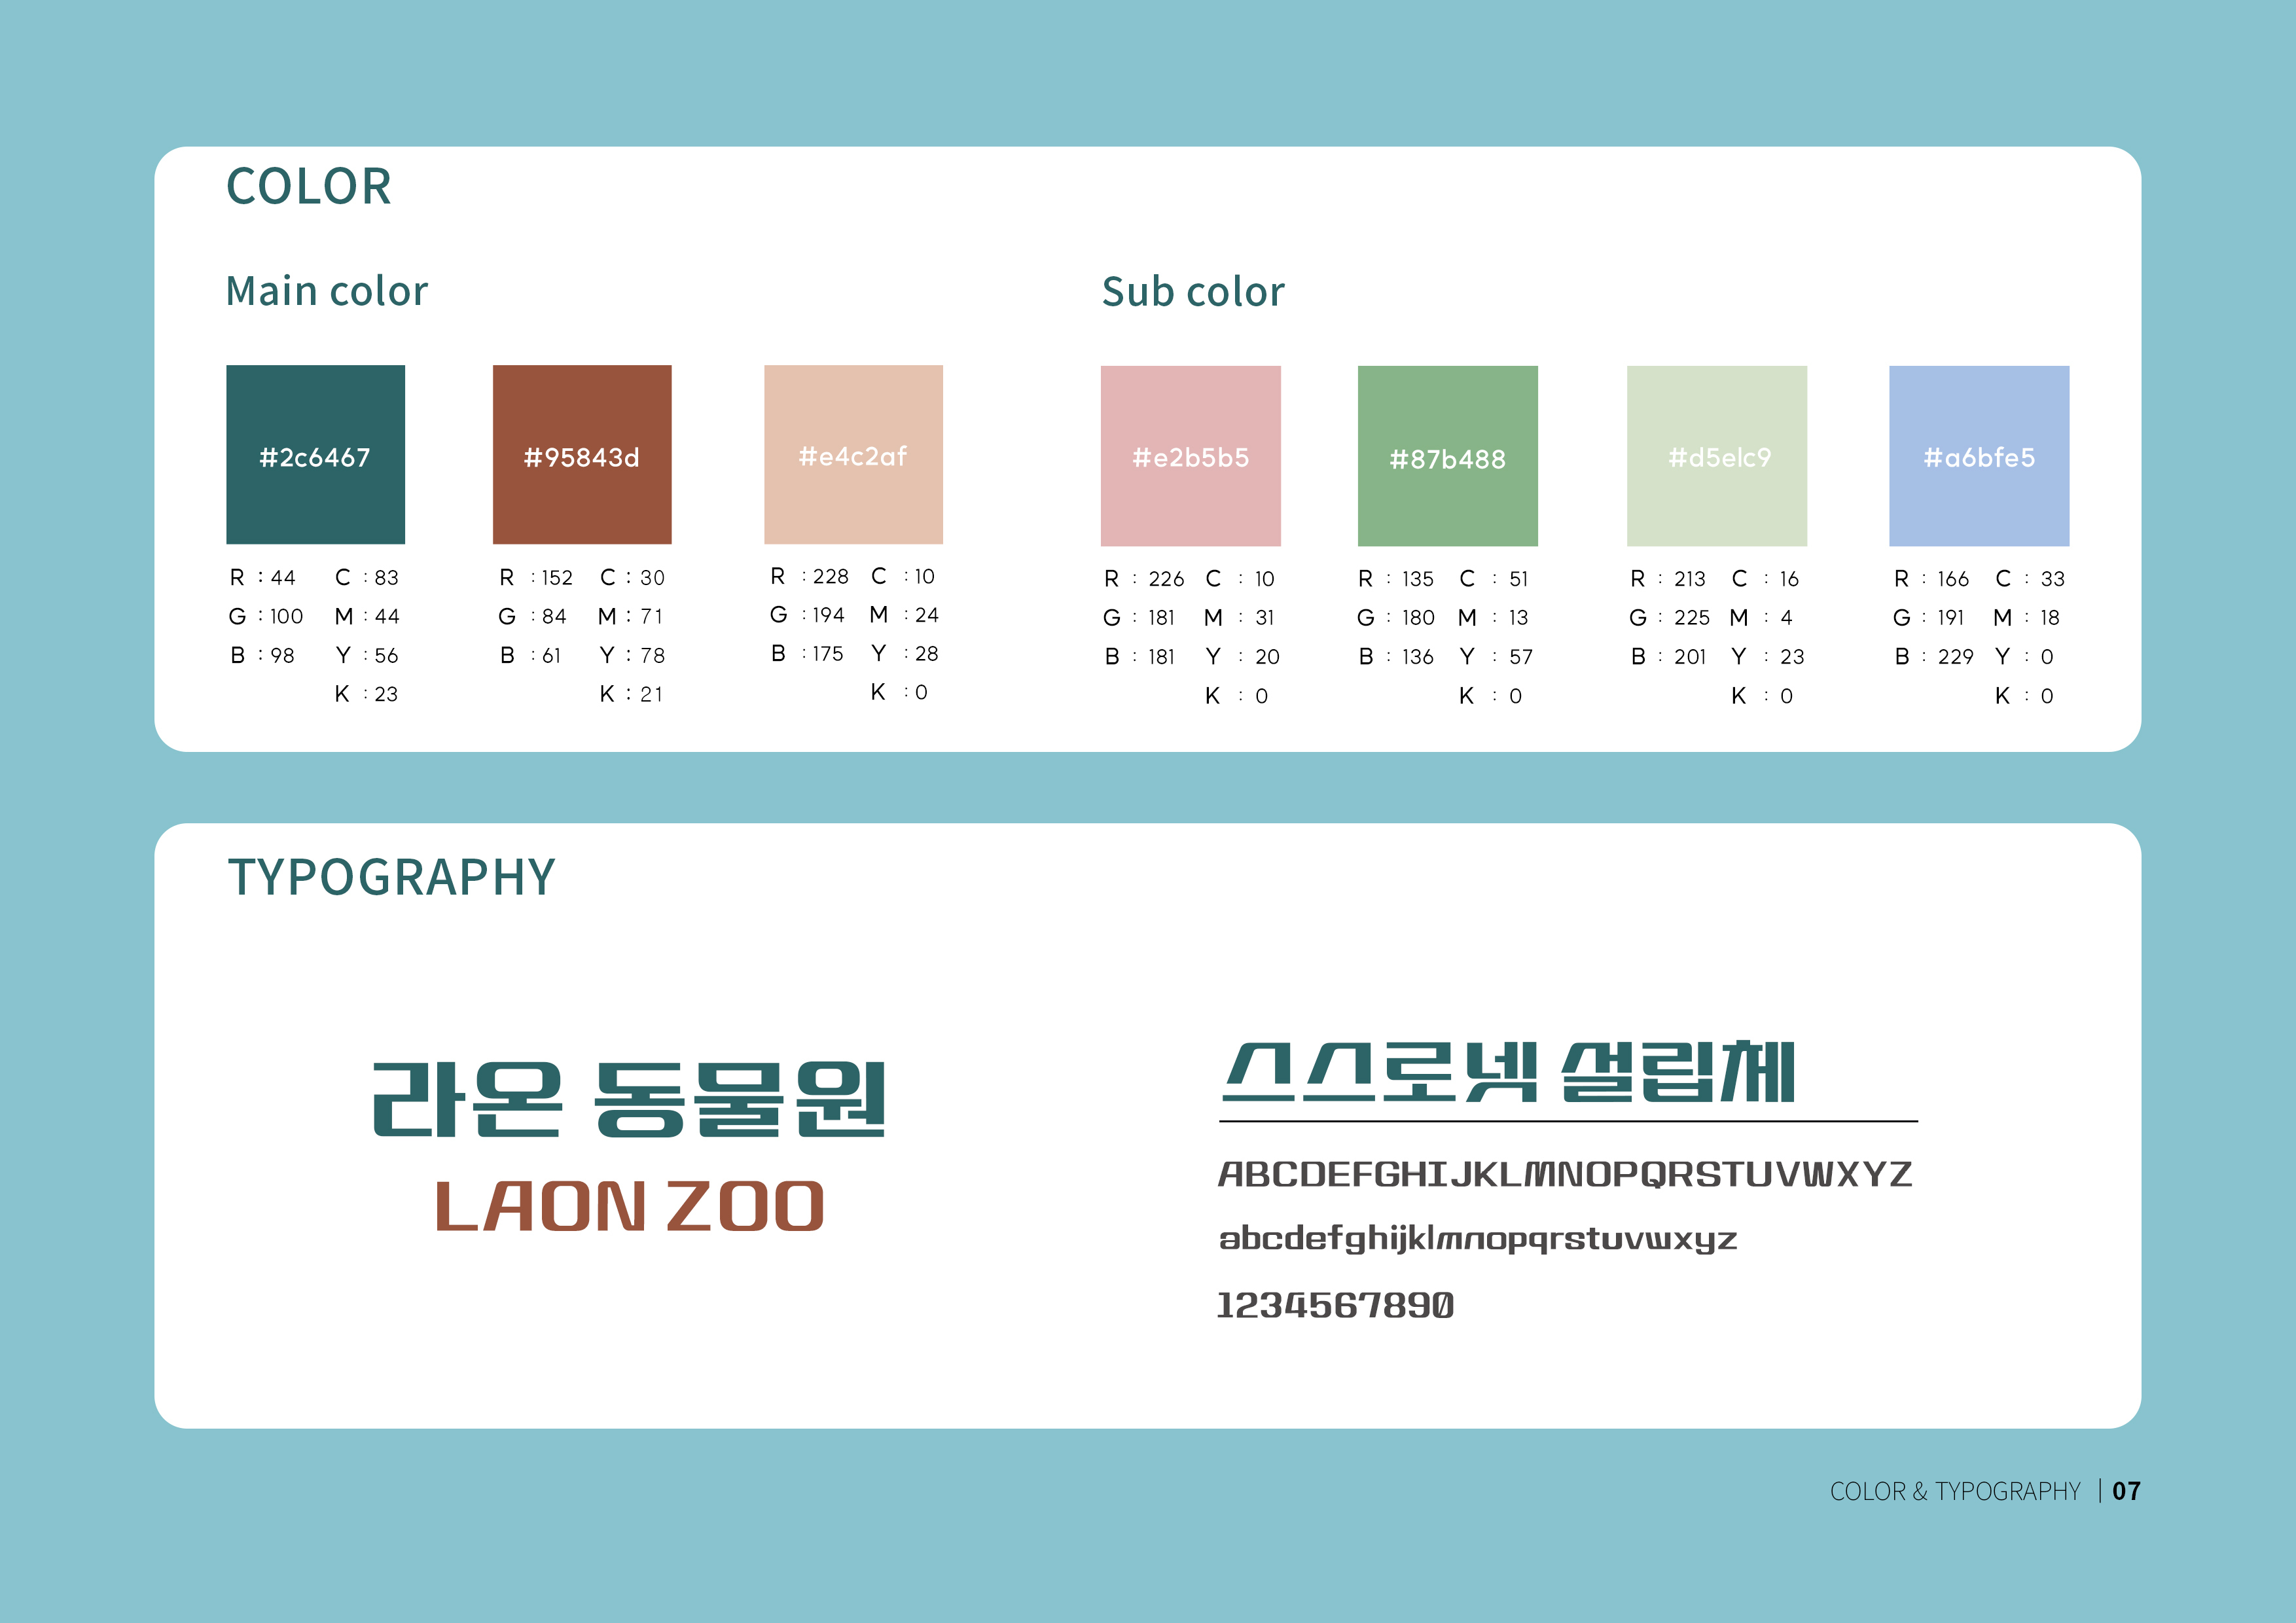 COLOR
Main color
Sub color
#2c6467
#95843d
#e4c2af
#e2b5b5
#87b488
#d5elc9
#a6bfe5
R : 44 C : 83
G : 100 M : 44
B : 98 Y : 56
K : 23
R : 152 C : 30
G : 84 M : 71
B : 61 Y : 78
K : 21
R : 228 C : 10
G : 194 M : 24
B : 175 Y : 28
K : 0
R : 226 C : 10
G : 181 M : 31
B : 181 Y : 20
K : 0
R : 135 C : 51
G : 180 M : 13
B : 136 Y : 57
K : 0
R : 213 C : 16
G : 225 M : 4
B : 201 Y : 23
K : 0
R : 166 C : 33
G : 191 M : 18
B : 229 Y : 0
K : 0
TYPOGRAPHY
라온 동물원
LAON ZOO
스스로넥 설립체
ABCDEFGHIJKLMNOPQRSTUVWXYZ
abcdefghijklmnopqrstuvwxyz
1234567890
COLOR & TYPOGRAPHY | 07